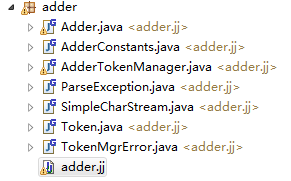 adder
Adder.java <adder.jj>
AdderConstants.java <adder.jj>
AdderTokenManager.java <adder.jj>
ParseException.java <adder.jj>
SimpleCharStream.java <adder.jj>
Token.java <adder.jj>
TokenMgrError.java <adder.jj>
adder.jj